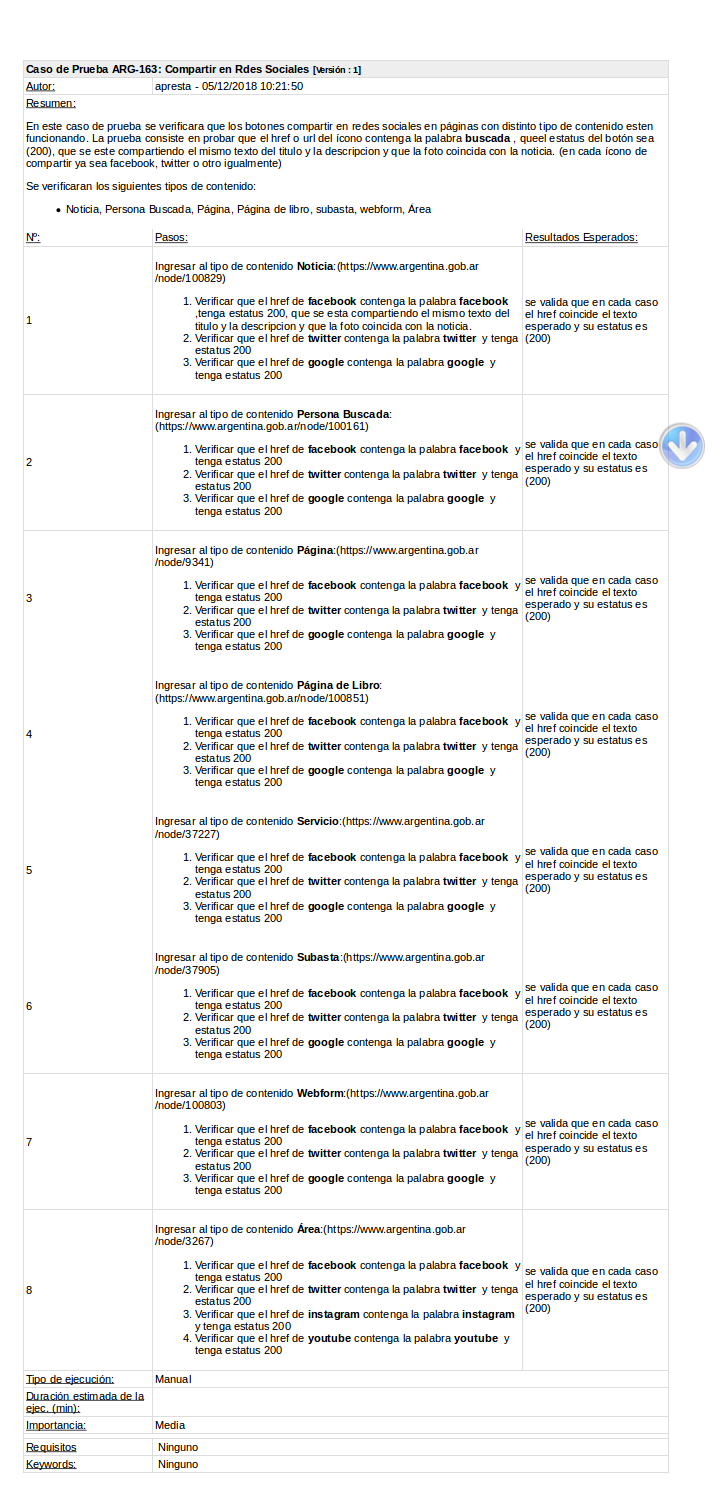 Caso de Prueba ARG-163: Compartir en Rdes Sociales [Versión : 1]
Autor: apresta - 05/12/2018 10:21:50
Resumen:
En este caso de prueba se verificara que los botones compartir en redes sociales en páginas con distinto tipo de contenido esten
funcionando. La prueba consiste en probar que el href o url del ícono contenga la palabra buscada , queel estatus del botón sea
(200), que se este compartiendo el mismo texto del titulo y la descripcion y que la foto coincida con la noticia. (en cada ícono de
compartir ya sea facebook, twitter o otro igualmente)
Se verificaran los siguientes tipos de contenido:
• Noticia, Persona Buscada, Página, Página de libro, subasta, webform, Área
Nº: Pasos: Resultados Esperados:
1
Ingresar al tipo de contenido Noticia:(https://www.argentina.gob.ar
/node/100829)
1. Verificar que el href de facebook contenga la palabra facebook
,tenga estatus 200, que se esta compartiendo el mismo texto del
titulo y la descripcion y que la foto coincida con la noticia.
2. Verificar que el href de twitter contenga la palabra twitter y tenga
estatus 200
3. Verificar que el href de google contenga la palabra google y
tenga estatus 200
se valida que en cada caso
el href coincide el texto
esperado y su estatus es
(200)
2
Ingresar al tipo de contenido Persona Buscada:
(https://www.argentina.gob.ar/node/100161)
1. Verificar que el href de facebook contenga la palabra facebook y
tenga estatus 200
2. Verificar que el href de twitter contenga la palabra twitter y tenga
estatus 200
3. Verificar que el href de google contenga la palabra google y
tenga estatus 200
se valida que en cada caso
el href coincide el texto
esperado y su estatus es
(200)
3
Ingresar al tipo de contenido Página:(https://www.argentina.gob.ar
/node/9341)
1. Verificar que el href de facebook contenga la palabra facebook y
tenga estatus 200
2. Verificar que el href de twitter contenga la palabra twitter y tenga
estatus 200
3. Verificar que el href de google contenga la palabra google y
tenga estatus 200
se valida que en cada caso
el href coincide el texto
esperado y su estatus es
(200)
4
Ingresar al tipo de contenido Página de Libro:
(https://www.argentina.gob.ar/node/100851)
1. Verificar que el href de facebook contenga la palabra facebook y
tenga estatus 200
2. Verificar que el href de twitter contenga la palabra twitter y tenga
estatus 200
3. Verificar que el href de google contenga la palabra google y
tenga estatus 200
se valida que en cada caso
el href coincide el texto
esperado y su estatus es
(200)
5
Ingresar al tipo de contenido Servicio:(https://www.argentina.gob.ar
/node/37227)
1. Verificar que el href de facebook contenga la palabra facebook y
tenga estatus 200
2. Verificar que el href de twitter contenga la palabra twitter y tenga
estatus 200
3. Verificar que el href de google contenga la palabra google y
tenga estatus 200
se valida que en cada caso
el href coincide el texto
esperado y su estatus es
(200)
6
Ingresar al tipo de contenido Subasta:(https://www.argentina.gob.ar
/node/37905)
1. Verificar que el href de facebook contenga la palabra facebook y
tenga estatus 200
2. Verificar que el href de twitter contenga la palabra twitter y tenga
estatus 200
3. Verificar que el href de google contenga la palabra google y
tenga estatus 200
se valida que en cada caso
el href coincide el texto
esperado y su estatus es
(200)
7
Ingresar al tipo de contenido Webform:(https://www.argentina.gob.ar
/node/100803)
1. Verificar que el href de facebook contenga la palabra facebook y
tenga estatus 200
2. Verificar que el href de twitter contenga la palabra twitter y tenga
estatus 200
3. Verificar que el href de google contenga la palabra google y
tenga estatus 200
se valida que en cada caso
el href coincide el texto
esperado y su estatus es
(200)
8
Ingresar al tipo de contenido Área:(https://www.argentina.gob.ar
/node/3267)
1. Verificar que el href de facebook contenga la palabra facebook y
tenga estatus 200
2. Verificar que el href de twitter contenga la palabra twitter y tenga
estatus 200
3. Verificar que el href de instagram contenga la palabra instagram
y tenga estatus 200
4. Verificar que el href de youtube contenga la palabra youtube y
tenga estatus 200
se valida que en cada caso
el href coincide el texto
esperado y su estatus es
(200)
Tipo de ejecución: Manual
Duración estimada de la
ejec. (min):
Importancia: Media
Requisitos Ninguno
Keywords: Ninguno